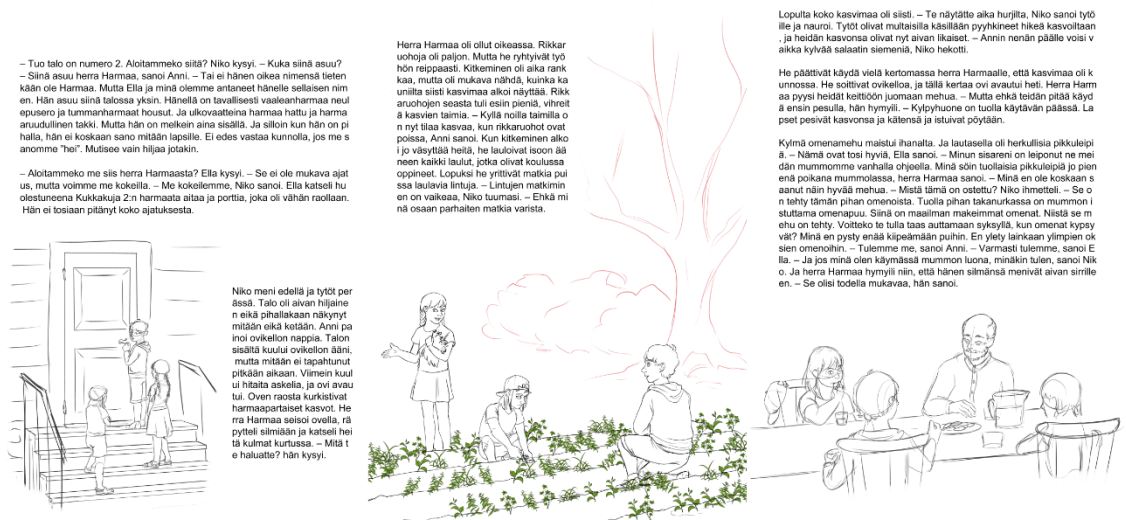 – Tuo talo on numero 2. Aloitammeko siitä? Niko kysyi. – Kuka siinä asuu?
– Siinä asuu herra Harmaa, sanoi Anni. – Tai ei hänen oikea nimensä tieten
kään ole Harmaa. Mutta Ella ja minä olemme antaneet hänelle sellaisen nim
en. Hän asuu siinä talossa yksin. Hänellä on tavallisesti vaaleanharmaa neul
epusero ja tummanharmaat housut. Ja ulkovaatteina harmaa hattu ja harma
aruudullinen takki. Mutta hän on melkein aina sisällä. Ja silloin kun hän on pi
halla, hän ei koskaan sano mitään lapsille. Ei edes vastaa kunnolla, jos me s
anomme "hei". Mutisee vain hiljaa jotakin.
– Aloitammeko me siis herra Harmaasta? Ella kysyi. – Se ei ole mukava ajat
us, mutta voimme me kokeilla. – Me kokeilemme, Niko sanoi. Ella katseli hu
olestuneena Kukkakuja 2:n harmaata aitaa ja porttia, joka oli vähän raollaan.
Hän ei tosiaan pitänyt koko ajatuksesta.
Niko meni edellä ja tytöt per
ässä. Talo oli aivan hiljaine
n eikä pihallakaan näkynyt
mitään eikä ketään. Anni pa
inoi ovikellon nappia. Talon
sisältä kuului ovikellon ääni,
mutta mitään ei tapahtunut
pitkään aikaan. Viimein kuul
ui hitaita askelia, ja ovi avau
tui. Oven raosta kurkistivat
harmaapartaiset kasvot. He
rra Harmaa seisoi ovella, rä
pytteli silmiään ja katseli hei
tä kulmat kurtussa. – Mitä t
e haluatte? hän kysyi.
Herra Harmaa oli ollut oikeassa. Rikkar
uohoja oli paljon. Mutta he ryhtyivät työ
hön reippaasti. Kitkeminen oli aika rank
kaa, mutta oli mukava nähdä, kuinka ka
uniilta siisti kasvimaa alkoi näyttää. Rikk
aruohojen seasta tuli esiin pieniä, vihreit
ä kasvien taimia. – Kyllä noilla taimilla o
n nyt tilaa kasvaa, kun rikkaruohot ovat
poissa, Anni sanoi. Kun kitkeminen alko
i jo väsyttää heitä, he lauloivat isoon ää
neen kaikki laulut, jotka olivat koulussa
oppineet. Lopuksi he yrittivät matkia pui
ssa laulavia lintuja. – Lintujen matkimin
en on vaikeaa, Niko tuumasi. – Ehkä mi
nä osaan parhaiten matkia varista.
Lopulta koko kasvimaa oli siisti. – Te näytätte aika hurjilta, Niko sanoi tytö
ille ja nauroi. Tytöt olivat multaisilla käsillään pyyhkineet hikeä kasvoiltaan
, ja heidän kasvonsa olivat nyt aivan likaiset. – Annin nenän päälle voisi v
aikka kylvää salaatin siemeniä, Niko hekotti.
He päättivät käydä vielä kertomassa herra Harmaalle, että kasvimaa oli k
unnossa. He soittivat ovikelloa, ja tällä kertaa ovi avautui heti. Herra Harm
aa pyysi heidät keittiöön juomaan mehua. – Mutta ehkä teidän pitää käyd
ä ensin pesulla, hän hymyili. – Kylpyhuone on tuolla käytävän päässä. La
pset pesivät kasvonsa ja kätensä ja istuivat pöytään.
Kylmä omenamehu maistui ihanalta. Ja lautasella oli herkullisia pikkuleipi
ä. – Nämä ovat tosi hyviä, Ella sanoi. – Minun sisareni on leiponut ne mei
dän mummomme vanhalla ohjeella. Minä söin tuollaisia pikkuleipiä jo pien
enä poikana mummolassa, herra Harmaa sanoi. – Minä en ole koskaan s
aanut näin hyvää mehua. – Mistä tämä on ostettu? Niko ihmetteli. – Se o
n tehty tämän pihan omenoista. Tuolla pihan takanurkassa on mummon i
stuttama omenapuu. Siinä on maailman makeimmat omenat. Niistä se m
ehu on tehty. Voitteko te tulla taas auttamaan syksyllä, kun omenat kypsy
vät? Minä en pysty enää kiipeämään puihin. En ylety lainkaan ylimpien ok
sien omenoihin. – Tulemme me, sanoi Anni. – Varmasti tulemme, sanoi E
lla. – Ja jos minä olen käymässä mummon luona, minäkin tulen, sanoi Nik
o. Ja herra Harmaa hymyili niin, että hänen silmänsä menivät aivan sirrille
en. – Se olisi todella mukavaa, hän sanoi.